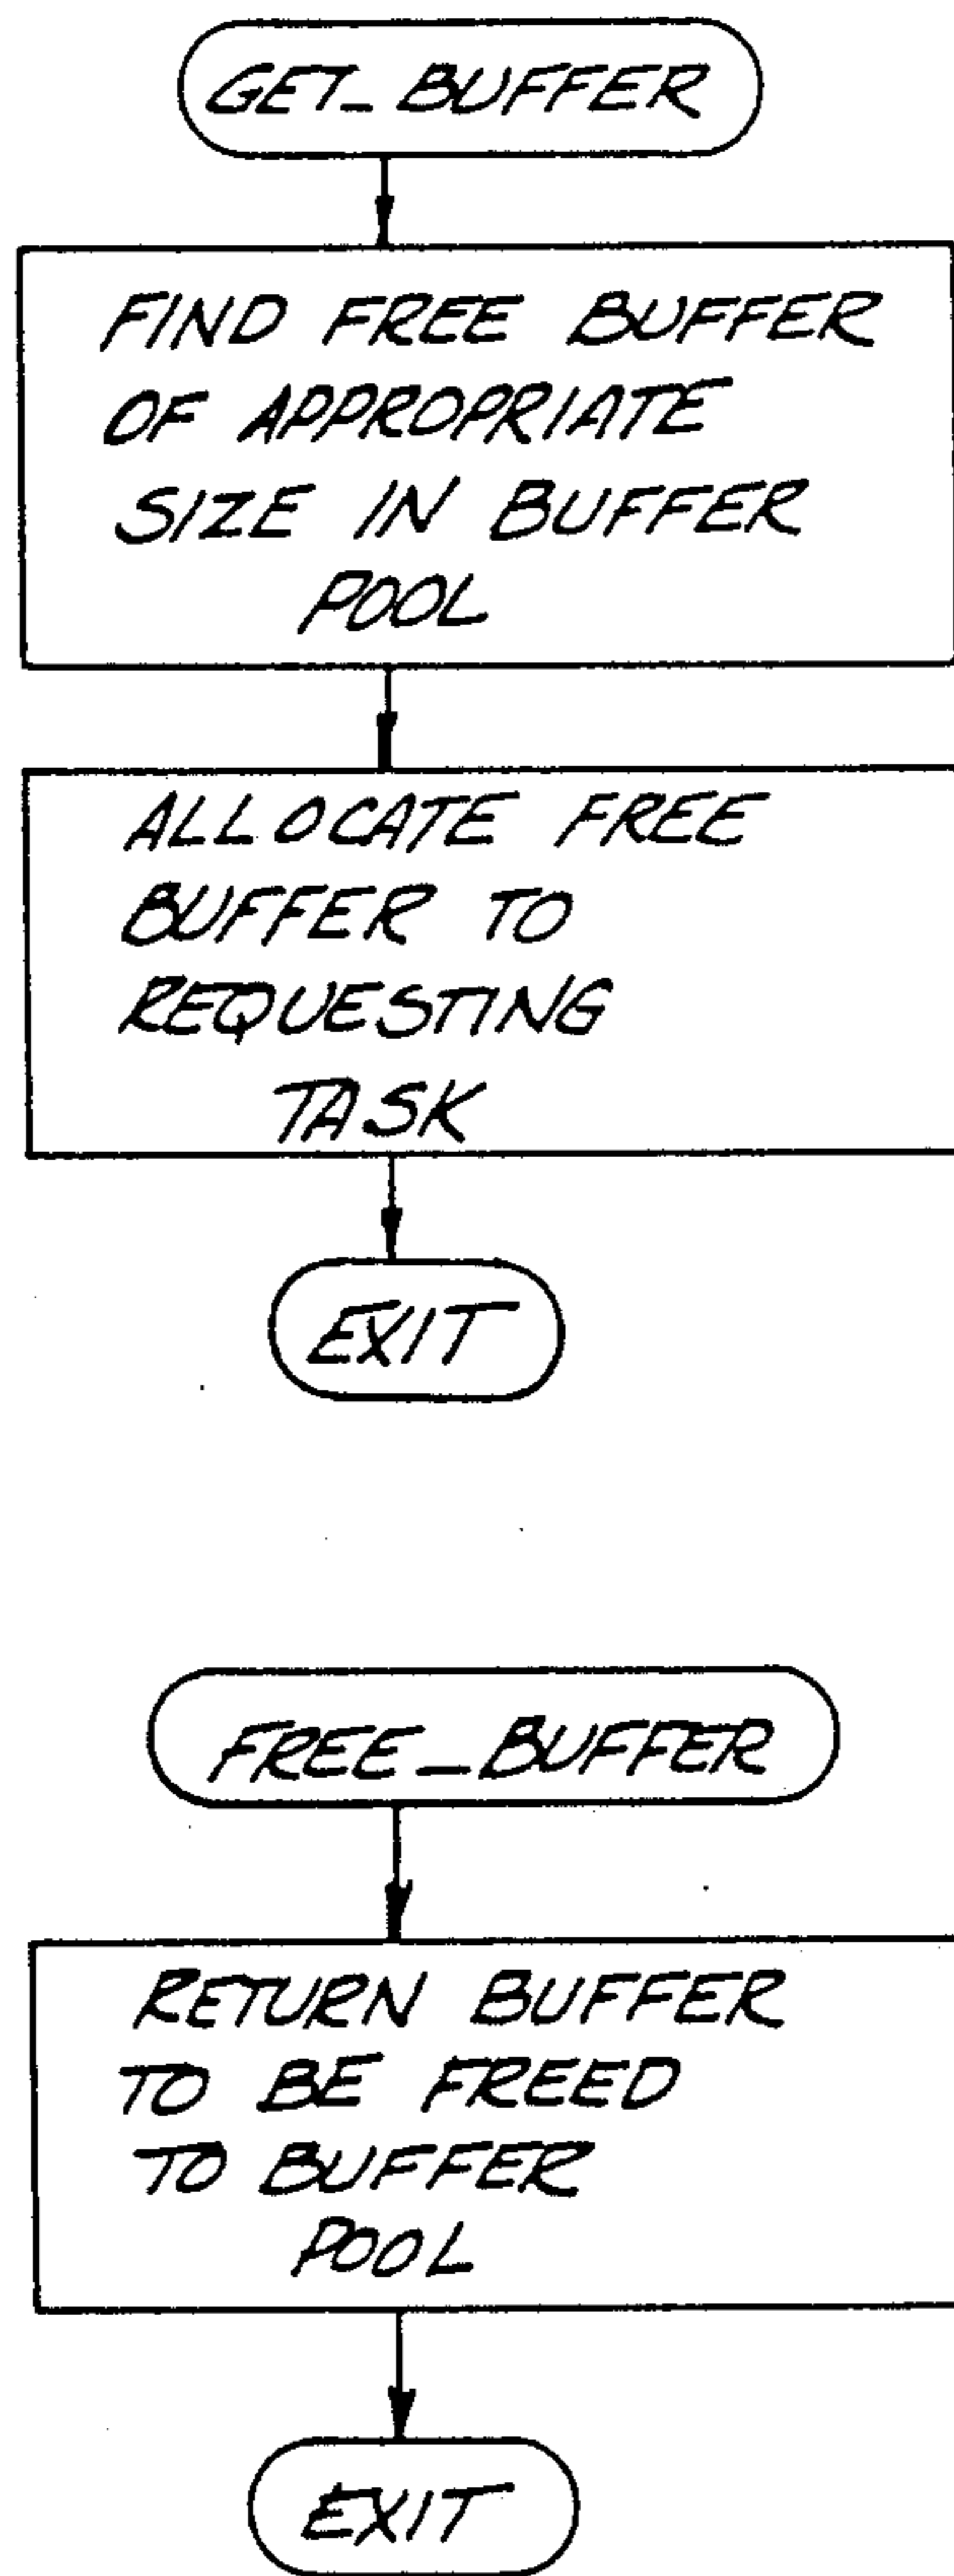 GET_BUFFER
FIND FREE BUFFER
OF APPROPRIATE
SIZE IN BUFFER
POOL
ALLOCATE FREE
BUFFER TO
REQUESTING
TASK
EXIT
FREE_BUFFER
RETURN BUFFER
TO BE FREED
TO BUFFER
POOL
EXIT